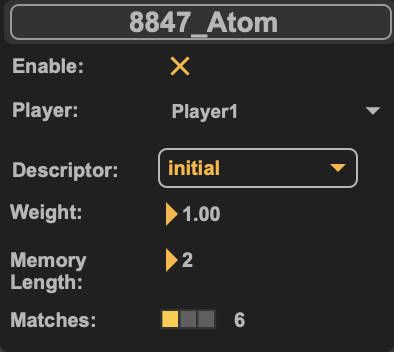 8847_Atom
Enable:
Player: Player1
Descriptor: initial
Weight: 1.00
Memory 2
Length:
Matches: 6